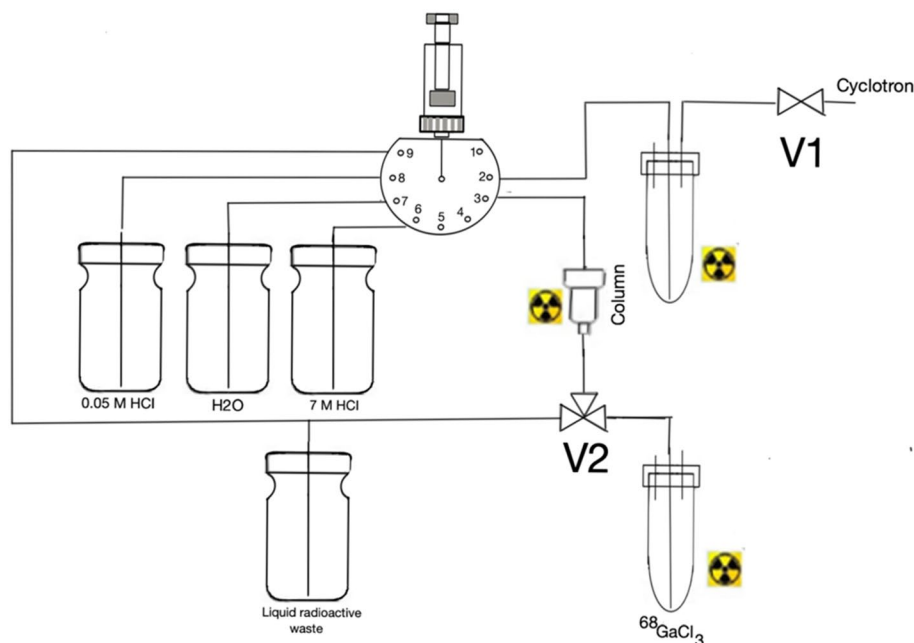 Cyclotron
V1
9
1
8
2
7
3
6
5
4
Column
0.05 M HCl
H2O
7 M HCl
V2
Liquid radioactive
waste
68GaCl3